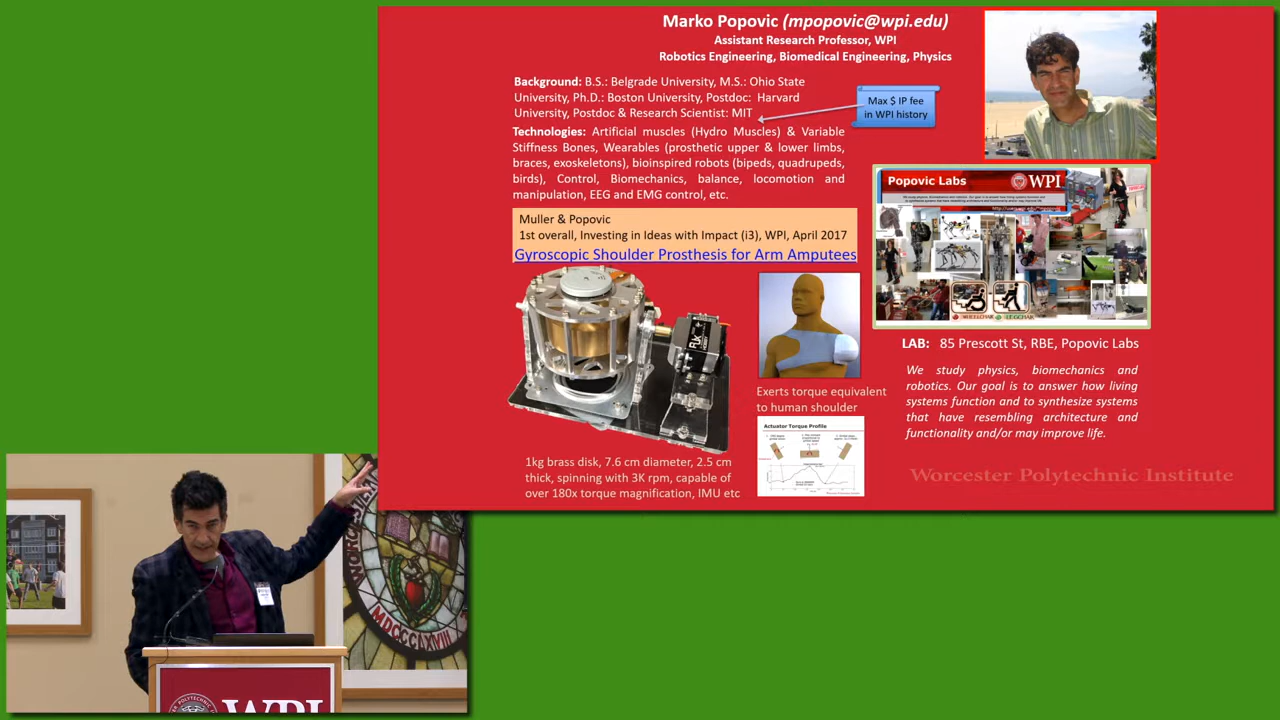 Marko Popovic (mpopovic@wpi.edu)
Assistant Research Professor, WPI
Robotics Engineering, Biomedical Engineering, Physics
Background: B.S.: Belgrade University, M.S.: Ohio State
University, Ph.D.: Boston University, Postdoc: Harvard
University, Postdoc & Research Scientist: MIT
Max $ IP fee
in WPI history
Technologies: Artificial muscles (Hydro Muscles) & Variable
Stiffness Bones, Wearables (prosthetic upper & lower limbs,
braces, exoskeletons), bioinspired robots (bipeds, quadrupeds,
birds), Control, Biomechanics, balance, locomotion and
manipulation, EEG and EMG control, etc.
Muller & Popovic
1st overall, Investing in Ideas with Impact (i3), WPI, April 2017
Gyroscopic Shoulder Prosthesis for Arm Amputees
Exerts torque equivalent
to human shoulder
Actuator Torque Profile
1kg brass disk, 7.6 cm diameter, 2.5 cm
thick, spinning with 3K rpm, capable of
over 180x torque magnification, IMU etc
Popovic Labs
WPI
LAB: 85 Prescott St, RBE, Popovic Labs
We study physics, biomechanics and
robotics. Our goal is to answer how living
systems function and to synthesize systems
that have resembling architecture and
functionality and/or may improve life.
Worcester Polytechnic Institute
MDCCCLXVIII
WPI